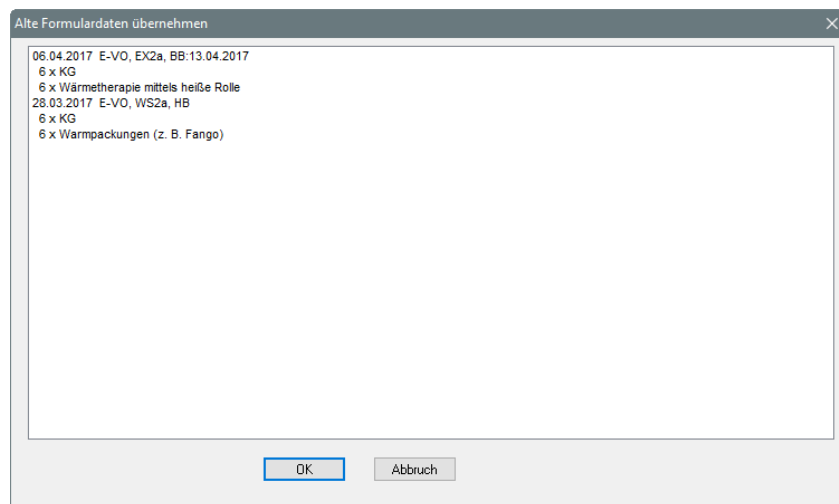 Alte Formulardaten übernehmen
06.04.2017 E-VO, EX2a, BB:13.04.2017
6 x KG
6 x Wärmetherapie mittels heiße Rolle
28.03.2017 E-VO, WS2a, HB
6 x KG
6 x Warmpackungen (z. B. Fango)
OK
Abbruch